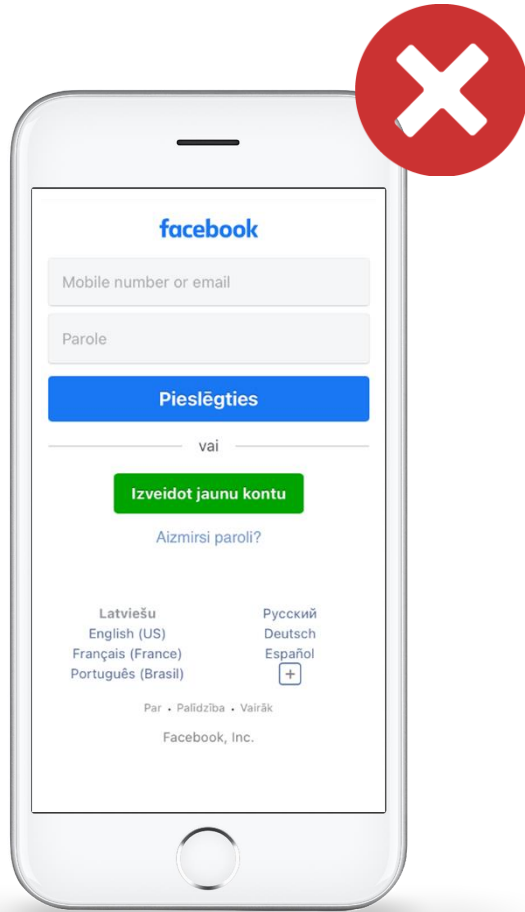 facebook
Mobile number or email
Parole
Pieslēgties
vai
Izveidot jaunu kontu
Aizmirsi paroli?
Latviešu
Русский
English (US)
Deutsch
Français (France)
Español
Português (Brasil)
+
Par • Palīdzība • Vairāk
Facebook, Inc.